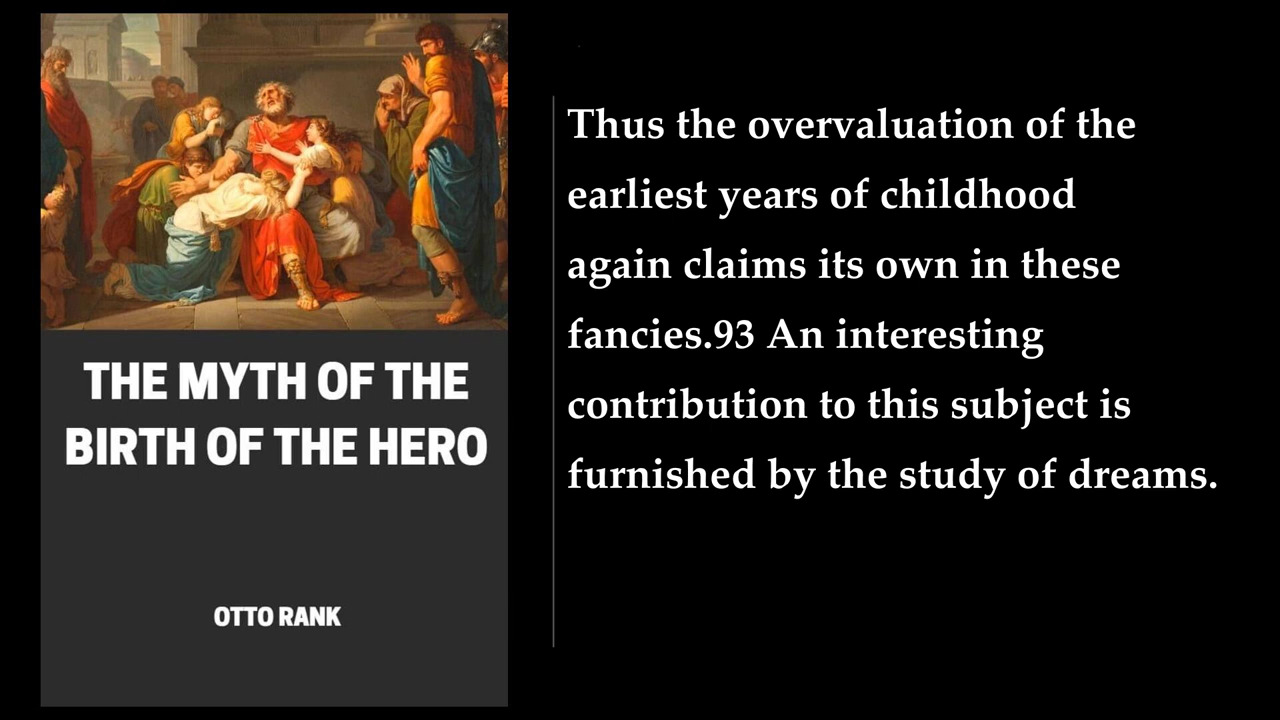 THE MYTH OF THE
BIRTH OF THE HERO
OTTO RANK
Thus the overvaluation of the
earliest years of childhood
again claims its own in these
fancies.93 An interesting
contribution to this subject is
furnished by the study of dreams.